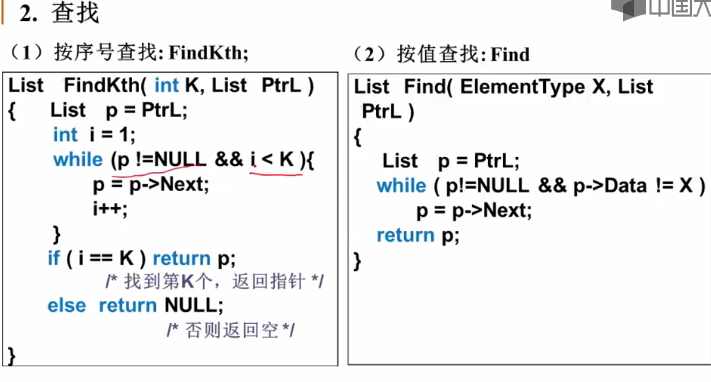 2. 查找
中国大
（1）按序号查找: FindKth;
List FindKth( int K, List PtrL )
{ List p = PtrL;
int i = 1;
while (p !=NULL && i < K ){
p = p->Next;
i++;
}
if ( i == K ) return p;
/* 找到第K个，返回指针 */
else return NULL;
/* 否则返回空 */
}
（2）按值查找: Find
List Find( ElementType X, List
PtrL )
{
List p = PtrL;
while ( p!=NULL && p->Data != X )
p = p->Next;
return p;
}